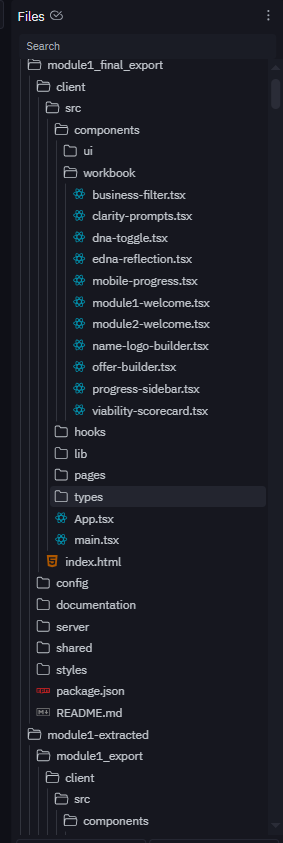 Files
Search
module1_final_export
client
src
components
ui
workbook
business-filter.tsx
clarity-prompts.tsx
dna-toggle.tsx
edna-reflection.tsx
mobile-progress.tsx
module1-welcome.tsx
module2-welcome.tsx
name-logo-builder.tsx
offer-builder.tsx
progress-sidebar.tsx
viability-scorecard.tsx
hooks
lib
pages
types
App.tsx
main.tsx
index.html
config
documentation
server
shared
styles
package.json
README.md
module1-extracted
module1_export
client
src
components